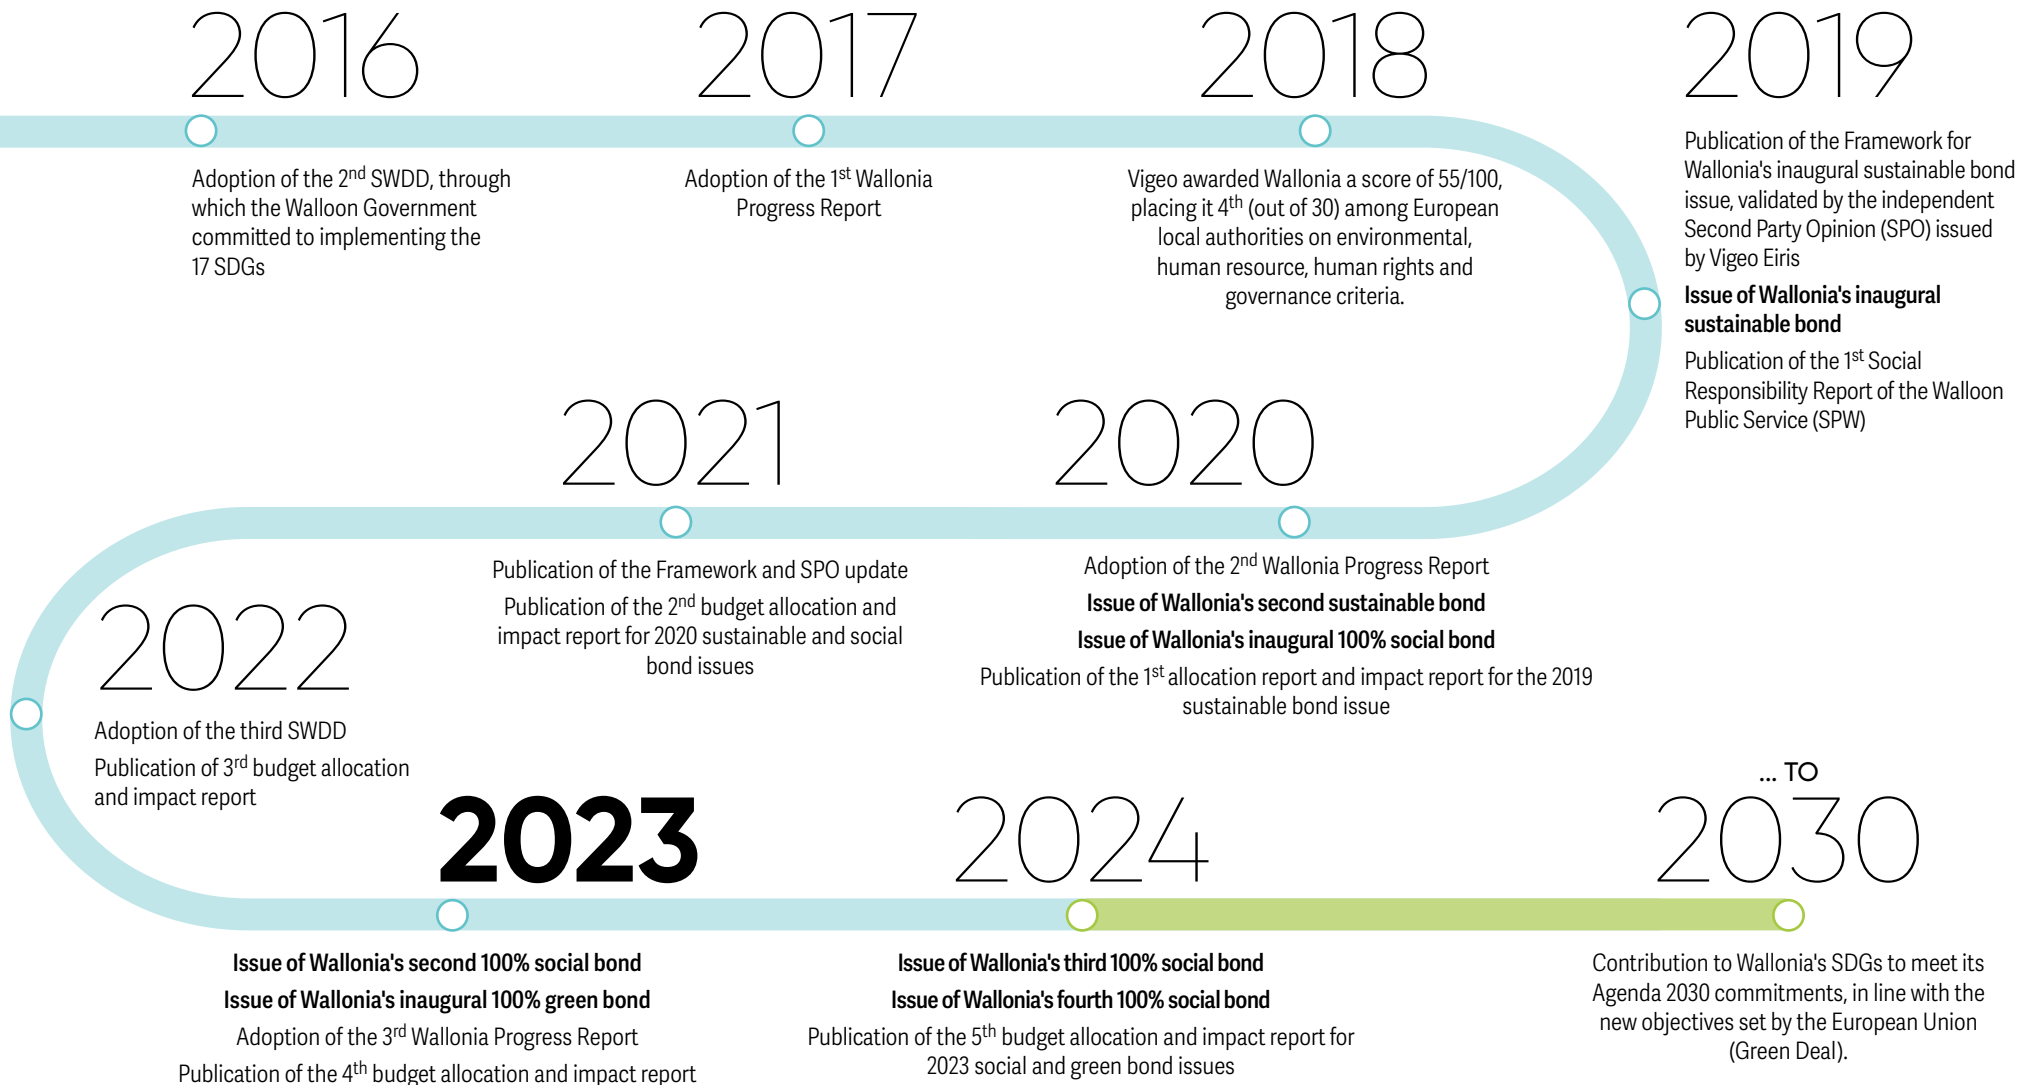 2016
Adoption of the 2nd SWDD, through
which the Walloon Government
committed to implementing the
17 SDGs
2017
Adoption of the 1st Wallonia
Progress Report
2018
Vigeo awarded Wallonia a score of 55/100,
placing it 4th (out of 30) among European
local authorities on environmental,
human resource, human rights and
governance criteria.
2019
Publication of the Framework for
Wallonia's inaugural sustainable bond
issue, validated by the independent
Second Party Opinion (SPO) issued
by Vigeo Eiris
Issue of Wallonia's inaugural
sustainable bond
Publication of the 1st Social
Responsibility Report of the Walloon
Public Service (SPW)
2020
Adoption of the 2nd Wallonia Progress Report
Issue of Wallonia's second sustainable bond
Issue of Wallonia's inaugural 100% social bond
Publication of the 1st allocation report and impact report for the 2019
sustainable bond issue
2021
Publication of the Framework and SPO update
Publication of the 2nd budget allocation and
impact report for 2020 sustainable and social
bond issues
2022
Adoption of the third SWDD
Publication of 3rd budget allocation
and impact report
2023
Issue of Wallonia's second 100% social bond
Issue of Wallonia's inaugural 100% green bond
Adoption of the 3rd Wallonia Progress Report
Publication of the 4th budget allocation and impact report
2024
Issue of Wallonia's third 100% social bond
Issue of Wallonia's fourth 100% social bond
Publication of the 5th budget allocation and impact report for
2023 social and green bond issues
... TO
2030
Contribution to Wallonia's SDGs to meet its
Agenda 2030 commitments, in line with the
new objectives set by the European Union
(Green Deal).